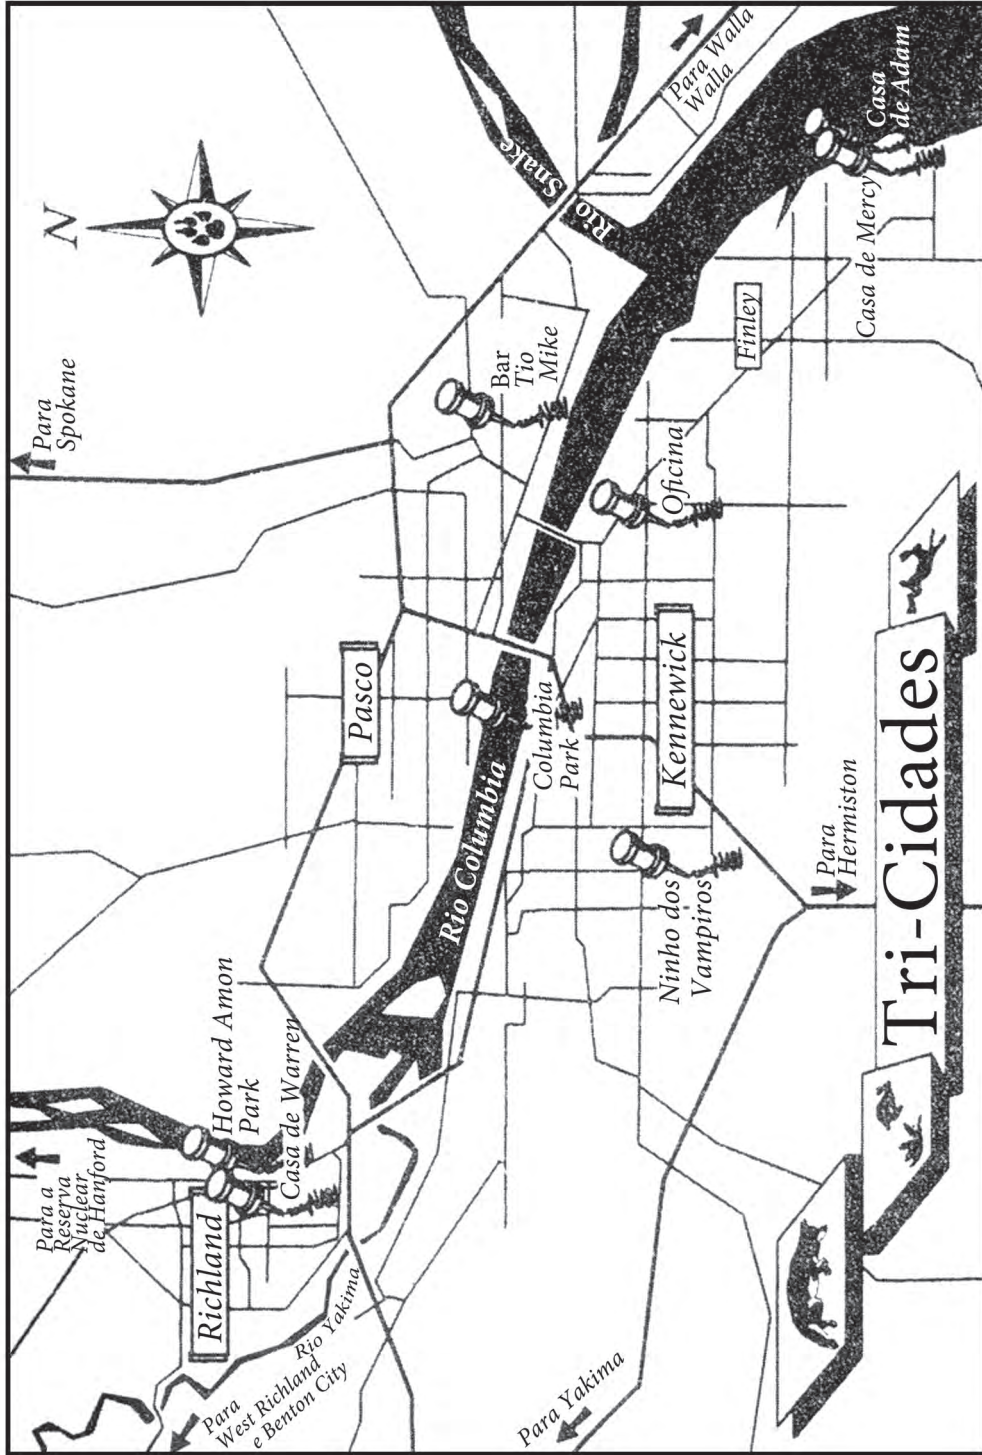 N
Para
Spokane
Para a
Reserva
Nuclear
de Hanford
Richland
Howard Amon
Park
Casa de Warren
Rio Yakima
Para
West Richland
e Benton City
Pasco
Rio Columbia
Columbia
Park
Bar
Tio
Mike
Rio
Snake
Para Walla
Walla
Casa
de Adam
Casa de Mercy
Finley
Oficina
Kennewick
Ninho dos
Vampiros
Para
Hermiston
Para Yakima
Tri-Cidades